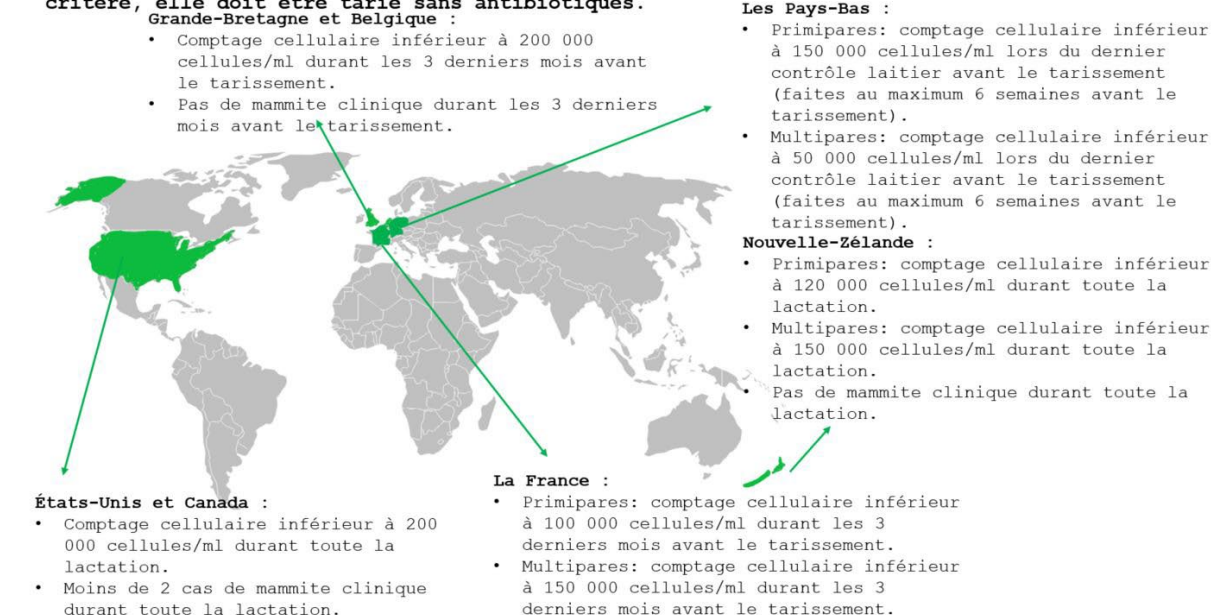 critère, elle doit être tarie sans antibiotiques.
Grande-Bretagne et Belgique :
• Comptage cellulaire inférieur à 200 000
cellules/ml durant les 3 derniers mois avant
le tarissement.
• Pas de mammite clinique durant les 3 derniers
mois avant le tarissement.
Les Pays-Bas :
• Primipares: comptage cellulaire inférieur
à 150 000 cellules/ml lors du dernier
contrôle laitier avant le tarissement
(faites au maximum 6 semaines avant le
tarissement).
• Multipares: comptage cellulaire inférieur
à 50 000 cellules/ml lors du dernier
contrôle laitier avant le tarissement
(faites au maximum 6 semaines avant le
tarissement).
Nouvelle-Zélande :
• Primipares: comptage cellulaire inférieur
à 120 000 cellules/ml durant toute la
lactation.
• Multipares: comptage cellulaire inférieur
à 150 000 cellules/ml durant toute la
lactation.
• Pas de mammite clinique durant toute la
lactation.
États-Unis et Canada :
• Comptage cellulaire inférieur à 200
000 cellules/ml durant toute la
lactation.
• Moins de 2 cas de mammite clinique
durant toute la lactation.
La France :
• Primipares: comptage cellulaire inférieur
à 100 000 cellules/ml durant les 3
derniers mois avant le tarissement.
• Multipares: comptage cellulaire inférieur
à 150 000 cellules/ml durant les 3
derniers mois avant le tarissement.